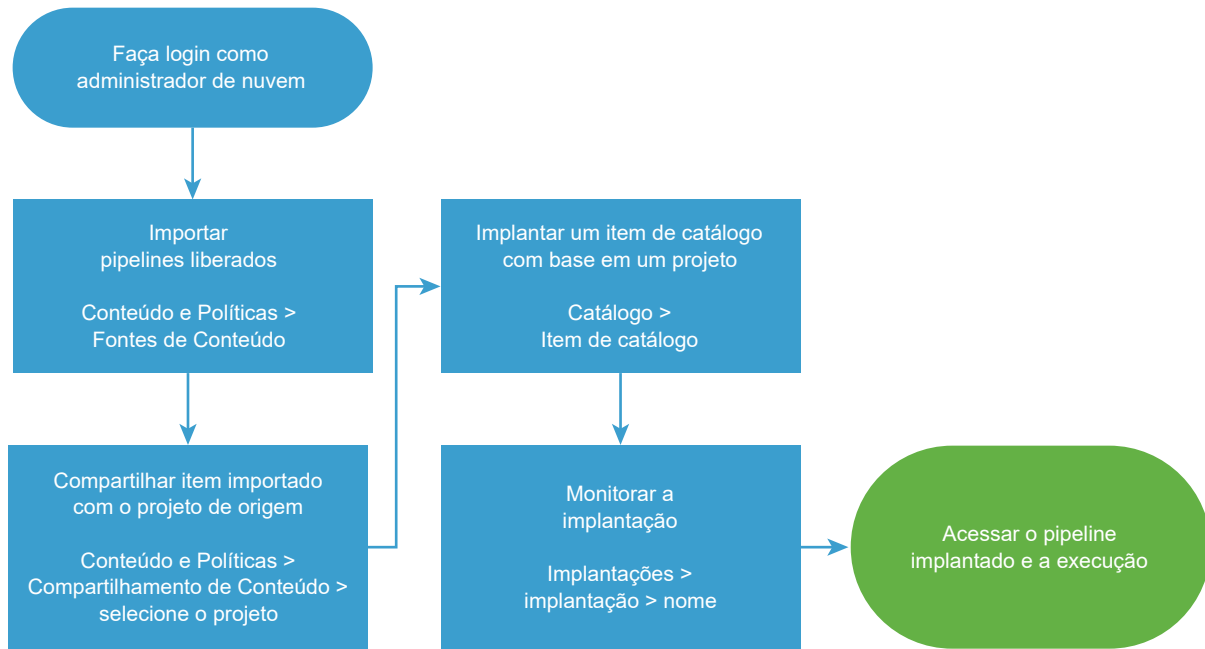 Faça login como
administrador de nuvem
Importar
pipelines liberados
Conteúdo e Políticas >
Fontes de Conteúdo
Compartilhar item importado
com o projeto de origem
Conteúdo e Políticas >
Compartilhamento de Conteúdo >
selecione o projeto
Implantar um item de catálogo
com base em um projeto
Catálogo >
Item de catálogo
Monitorar a
implantação
Implantações >
implantação > nome
Acessar o pipeline
implantado e a execução